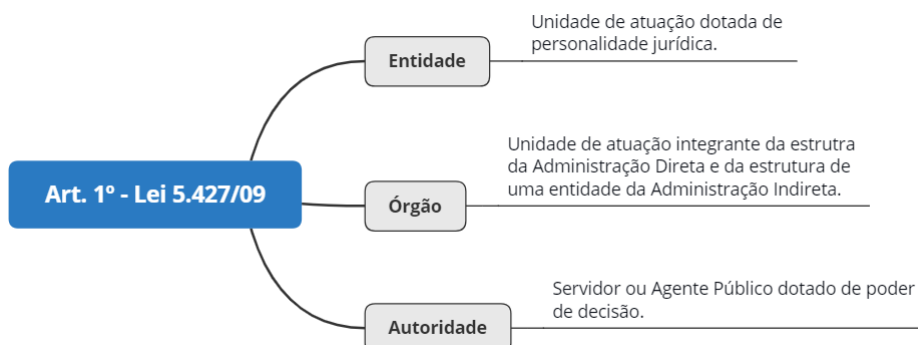 Art. 1º - Lei 5.427/09
Entidade
Unidade de atuação dotada de
personalidade jurídica.
Órgão
Unidade de atuação integrante da estrutra
da Administração Direta e da estrutura de
uma entidade da Administração Indireta.
Autoridade
Servidor ou Agente Público dotado de poder
de decisão.